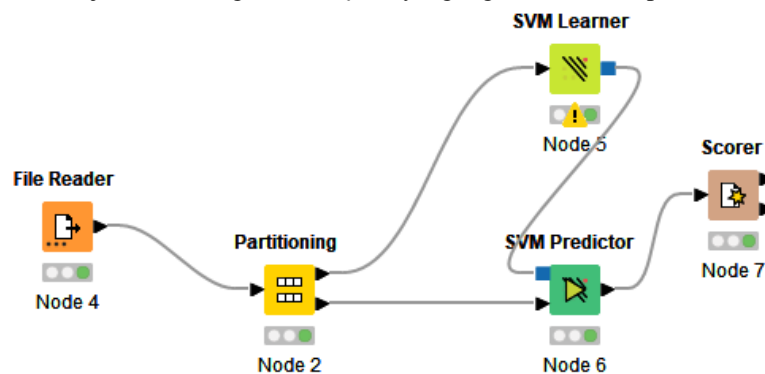 SVM Learner
Node 5
Scorer
File Reader
Partitioning
SVM Predictor
Node 7
Node 4
Node 2
Node 6